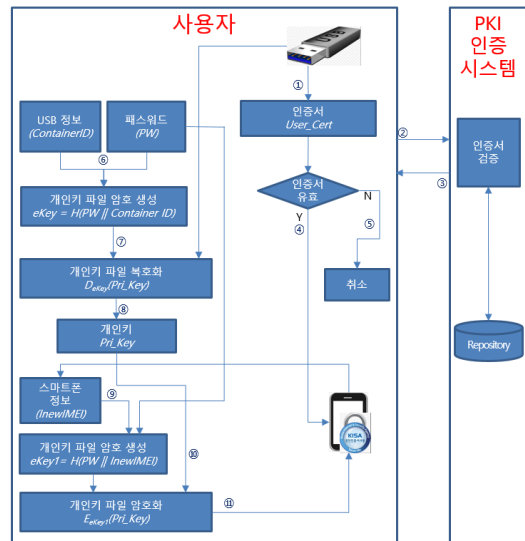 사용자
PKI
인증
시스템
USB
①
USB 정보
(ContainerID)
패스워드
(PW)
인증서
User_Cert
②
인증서
검증
⑥
③
개인키 파일 암호 생성
eKey = H(PW || Container ID)
인증서
유효
N
Y
④
⑤
⑦
개인키 파일 복호화
DeKey(Pri_Key)
취소
⑧
개인키
Pri_Key
Repository
스마트폰
정보
(InewIMEI)
⑨
KISA
개인키 파일 암호 생성
eKey1= H(PW || InewIMEI)
⑩
개인키 파일 암호화
EeKey1(Pri_Key)
⑪